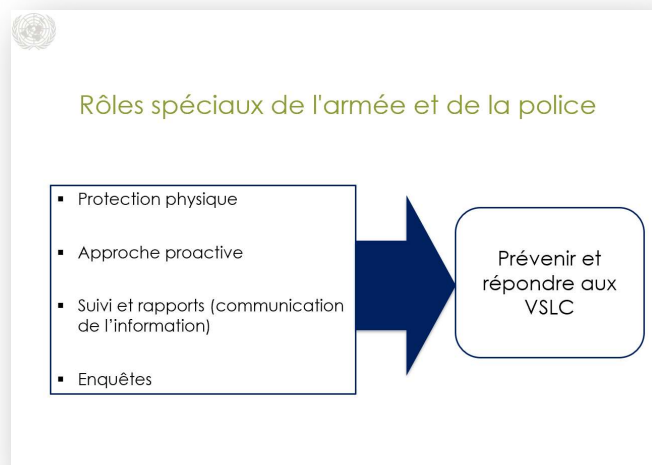 Rôles spéciaux de l'armée et de la police
▪ Protection physique
▪ Approche proactive
▪ Suivi et rapports (communication
de l’information)
▪ Enquêtes
Prévenir et
répondre aux
VSLC